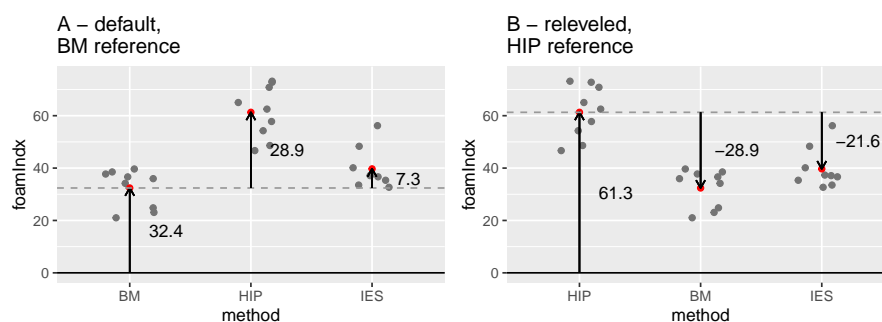 A – default,
BM reference
foamIndx
60
40
20
0
28.9
7.3
32.4
BM
HIP
IES
method
B – releveled,
HIP reference
foamIndx
60
40
20
0
−28.9
−21.6
61.3
HIP
BM
IES
method